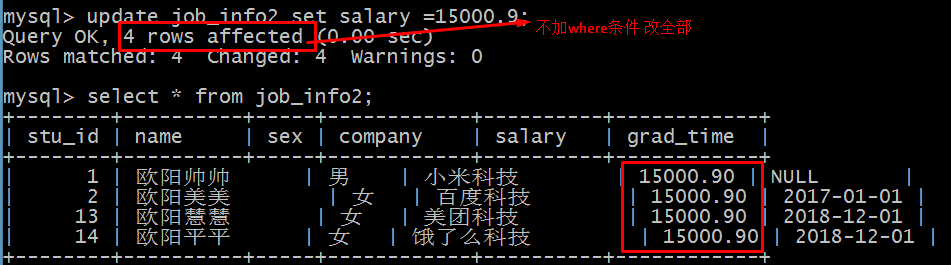 mysql> update job_info2 set salary =15000.9;
Query OK, 4 rows affected (0.00 sec) 不加where条件 改全部
Rows matched: 4  Changed: 4  Warnings: 0
mysql> select * from job_info2;
+--------+----------+-----+------------+----------+------------+
| stu_id | name | sex | company | salary | grad_time |
+--------+----------+-----+------------+----------+------------+
| 1 | 欧阳帅帅 | 男 | 小米科技 | 15000.90 | NULL |
| 2 | 欧阳美美 | 女 | 百度科技 | 15000.90 | 2017-01-01 |
| 13 | 欧阳慧慧 | 女 | 美团科技 | 15000.90 | 2018-12-01 |
| 14 | 欧阳平平 | 女 | 饿了么科技 | 15000.90 | 2018-12-01 |
+--------+----------+-----+------------+----------+------------+